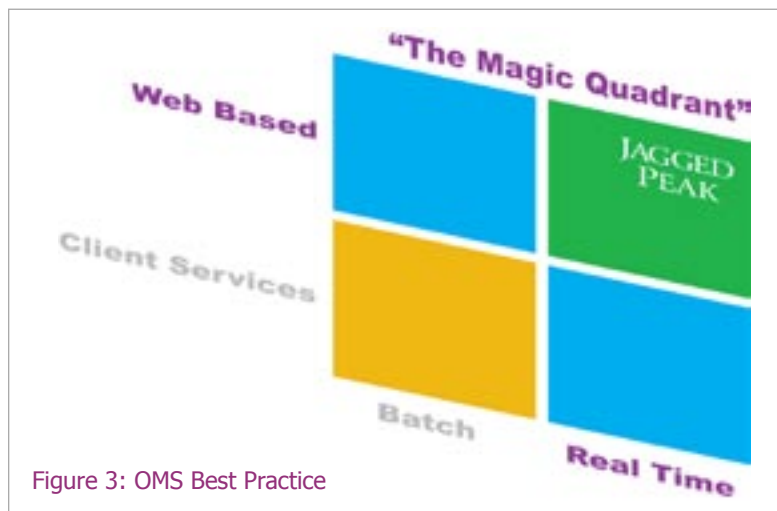 “The Magic Quadrant”
Web Based
JAGGED
PEAK
Client Services
Batch
Real Time
Figure 3: OMS Best Practice